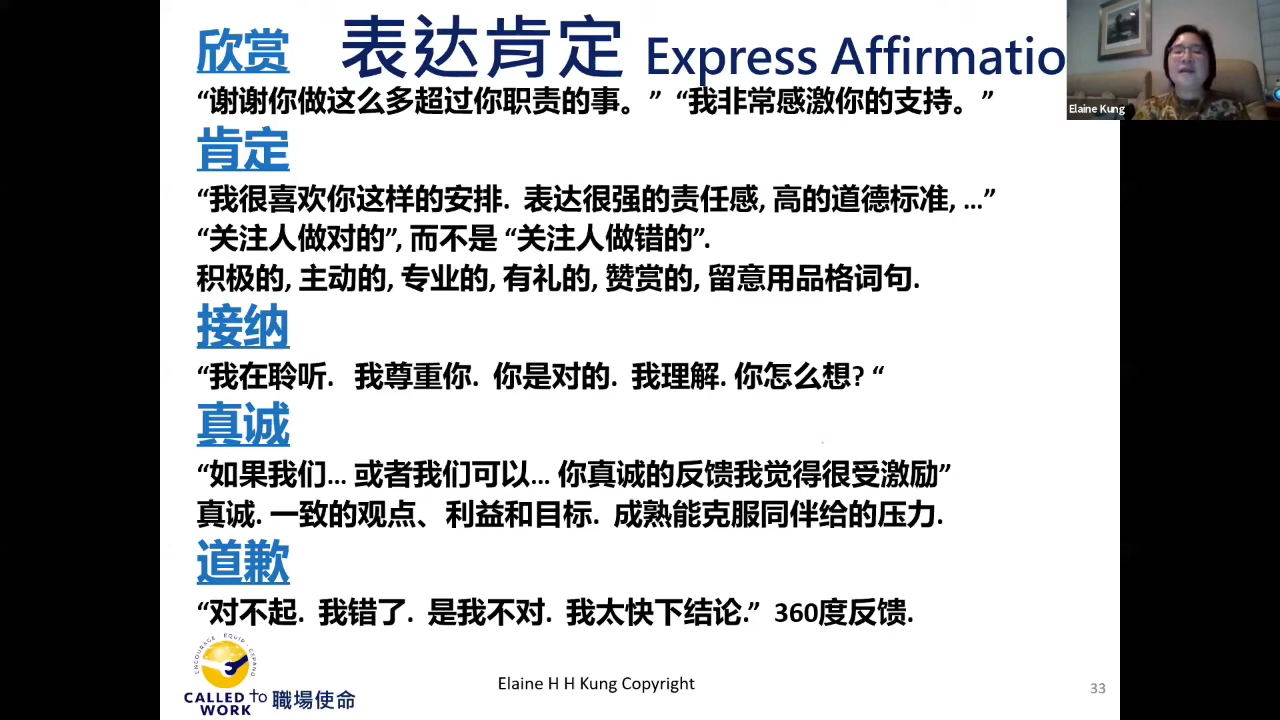 欣赏 表达肯定 Express Affirmatio
“谢谢你做这么多超过你职责的事。” “我非常感激你的支持。”
Elaine Kung
肯定
“我很喜欢你这样的安排. 表达很强的责任感, 高的道德标准, ...”
“关注人做对的”, 而不是 “关注人做错的”.
积极的, 主动的, 专业的, 有礼的, 赞赏的, 留意用品格词句.
接纳
“我在聆听. 我尊重你. 你是对的. 我理解. 你怎么想? “
真诚
“如果我们... 或者我们可以... 你真诚的反馈我觉得很受激励”
真诚. 一致的观点、利益和目标. 成熟能克服同伴给的压力.
道歉
“对不起. 我错了. 是我不对. 我太快下结论.” 360度反馈.
ENCOURAGE · EQUIP · EXPAND
CALLED to WORK 職場使命
Elaine H H Kung Copyright
33